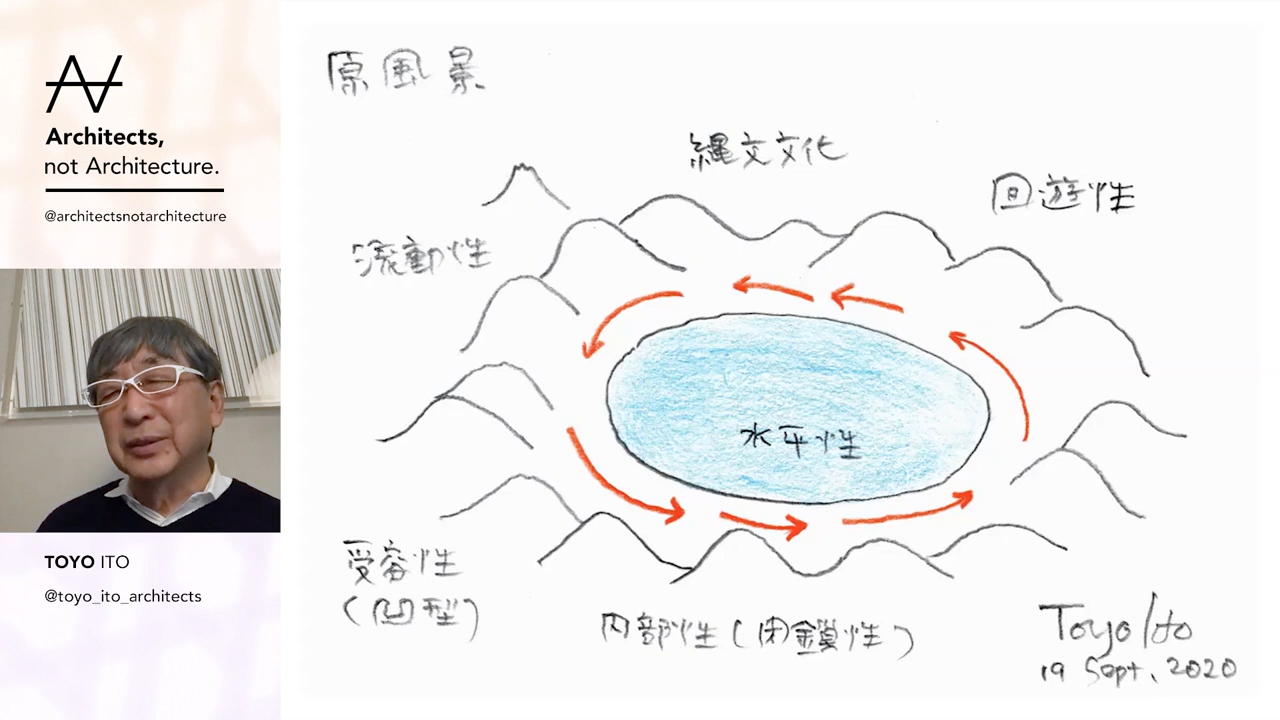 Architects,
not Architecture.
@architectsnotarchitecture
TOYO ITO
@toyo_ito_architects
原風景
縄文文化
回遊性
流動性
水平性
受容性
(凹型)
内部性(閉鎖性)
Toyo Ito
19 Sept. 2020